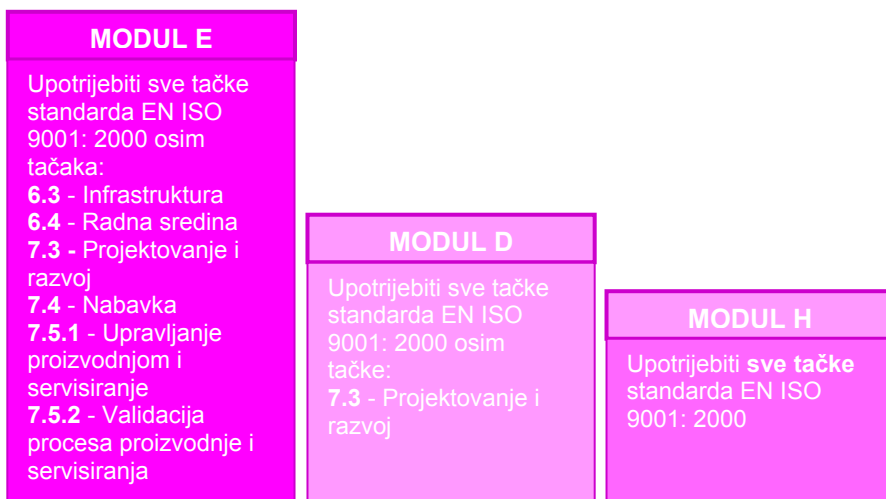 MODUL E
Upotrijebiti sve tačke
standarda EN ISO
9001: 2000 osim
tačaka:
6.3 - Infrastruktura
6.4 - Radna sredina
7.3 - Projektovanje i
razvoj
7.4 - Nabavka
7.5.1 - Upravljanje
proizvodnjom i
servisiranje
7.5.2 - Validacija
procesa proizvodnje i
servisiranja
MODUL D
Upotrijebiti sve tačke
standarda EN ISO
9001: 2000 osim
tačke:
7.3 - Projektovanje i
razvoj
MODUL H
Upotrijebiti sve tačke
standarda EN ISO
9001: 2000